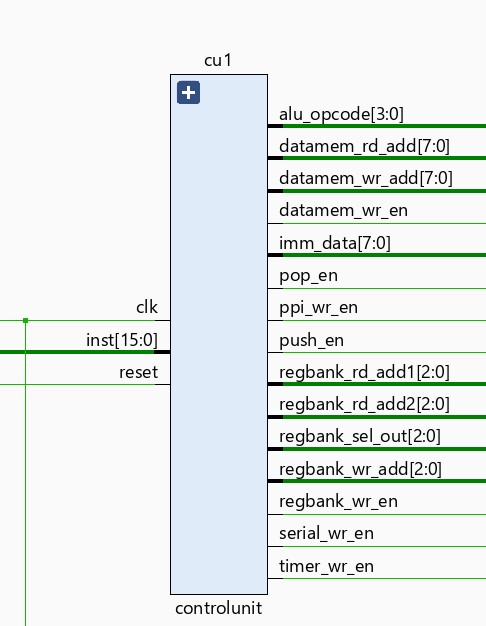 cu1
alu_opcode[3:0]
datamem_rd_add[7:0]
datamem_wr_add[7:0]
datamem_wr_en
imm_data[7:0]
pop_en
clk
ppi_wr_en
inst[15:0]
push_en
reset
regbank_rd_add1[2:0]
regbank_rd_add2[2:0]
regbank_sel_out[2:0]
regbank_wr_add[2:0]
regbank_wr_en
serial_wr_en
timer_wr_en
controlunit